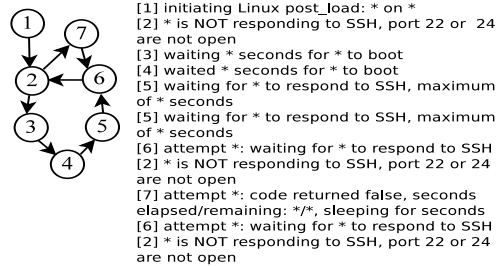 1
7
2
6
3
5
4
[1] initiating Linux post_load: * on *
[2] * is NOT responding to SSH, port 22 or 24
are not open
[3] waiting * seconds for * to boot
[4] waited * seconds for * to boot
[5] waiting for * to respond to SSH, maximum
of * seconds
[5] waiting for * to respond to SSH, maximum
of * seconds
[6] attempt *: waiting for * to respond to SSH
[2] * is NOT responding to SSH, port 22 or 24
are not open
[7] attempt *: code returned false, seconds
elapsed/remaining: */*, sleeping for seconds
[6] attempt *: waiting for * to respond to SSH
[2] * is NOT responding to SSH, port 22 or 24
are not open